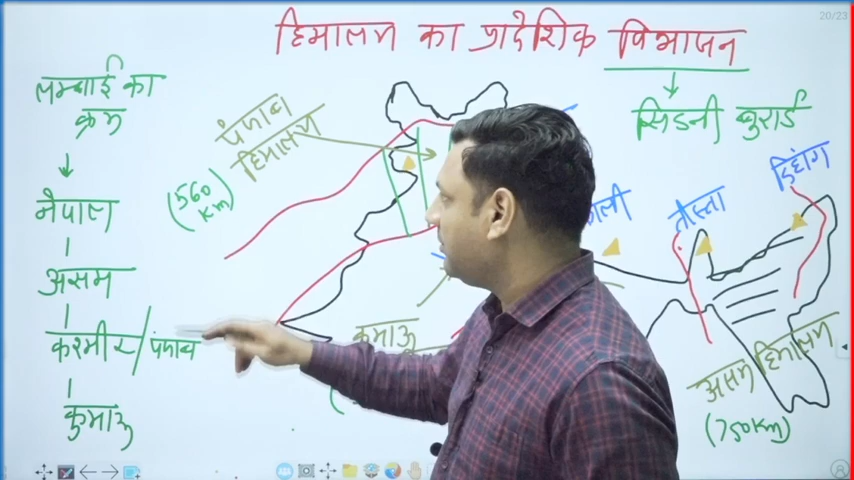 20/23
हिमालय का प्रादेशिक विभाजन
सिडनी बुरार्ड
लम्बाई का
क्रम
नेपाल
असम
कश्मीर/पंजाब
कुमाऊ
पंजाब
हिमालय
(560
km)
कुमाऊ
तीस्ता
डिहांग
असम हिमालय
(750km)